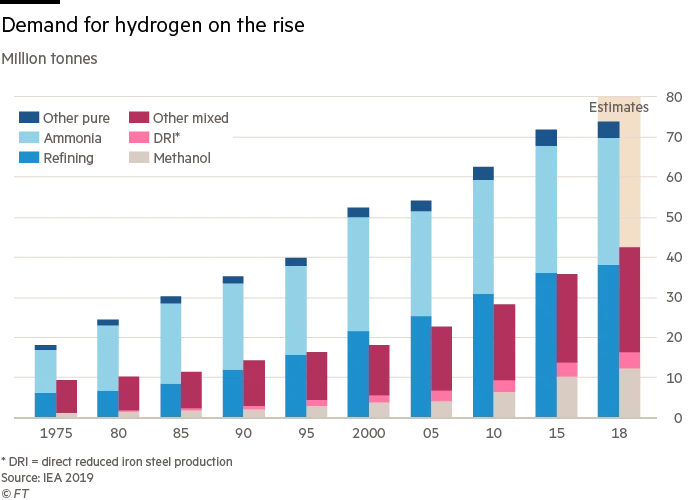 Demand for hydrogen on the rise
Million tonnes
80
Estimates
Other pure
Other mixed
Ammonia
DRI*
Refining
Methanol
70
60
50
40
30
20
10
0
1975 80 85 90 95 2000 05 10 15 18
* DRI = direct reduced iron steel production
Source: IEA 2019
© FT